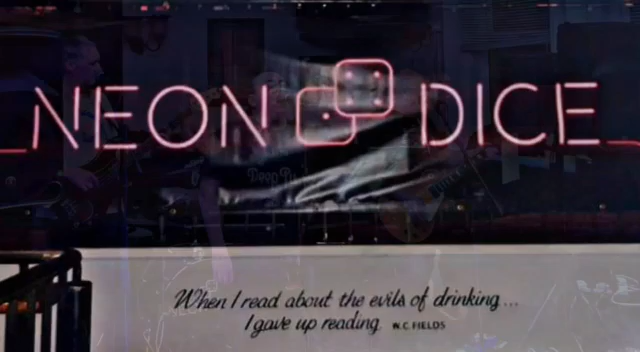 NEON DICE
When I read about the evils of drinking...
I gave up reading. W.C. FIELDS